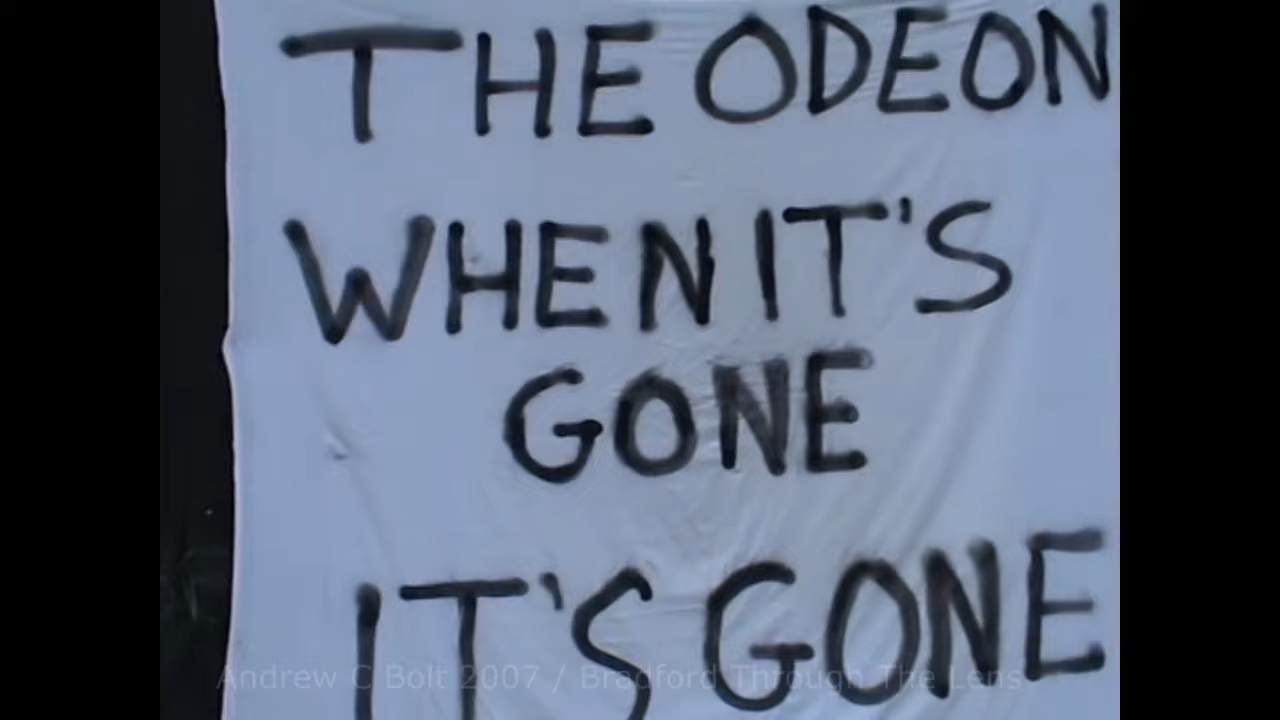 THE ODEON
WHEN IT'S
GONE
IT'S GONE
Andrew C Bolt 2007 / Bradford Through The Lens